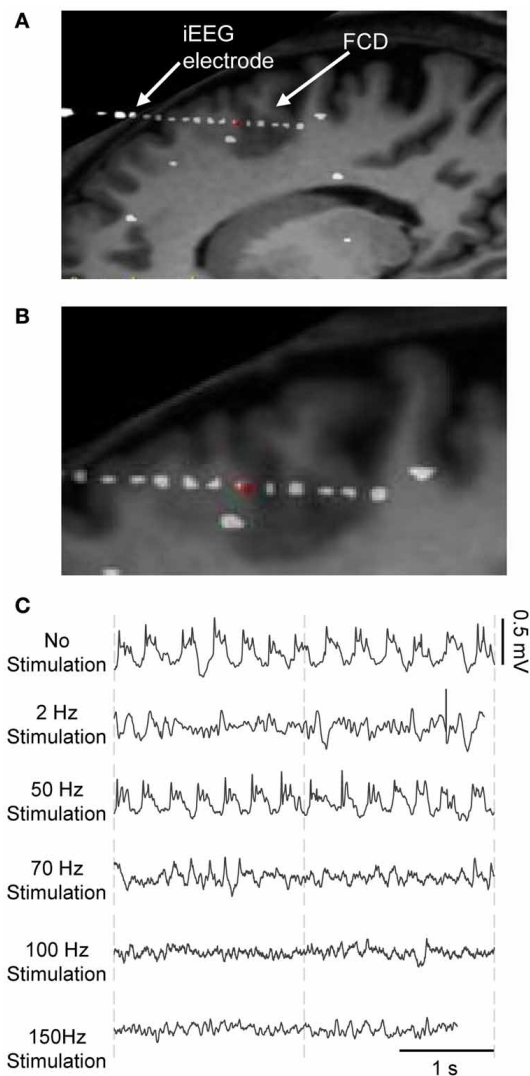 A
iEEG
electrode
FCD
B
C
No
Stimulation
0.5 mV
2 Hz
Stimulation
50 Hz
Stimulation
70 Hz
Stimulation
100 Hz
Stimulation
150Hz
Stimulation
1 s